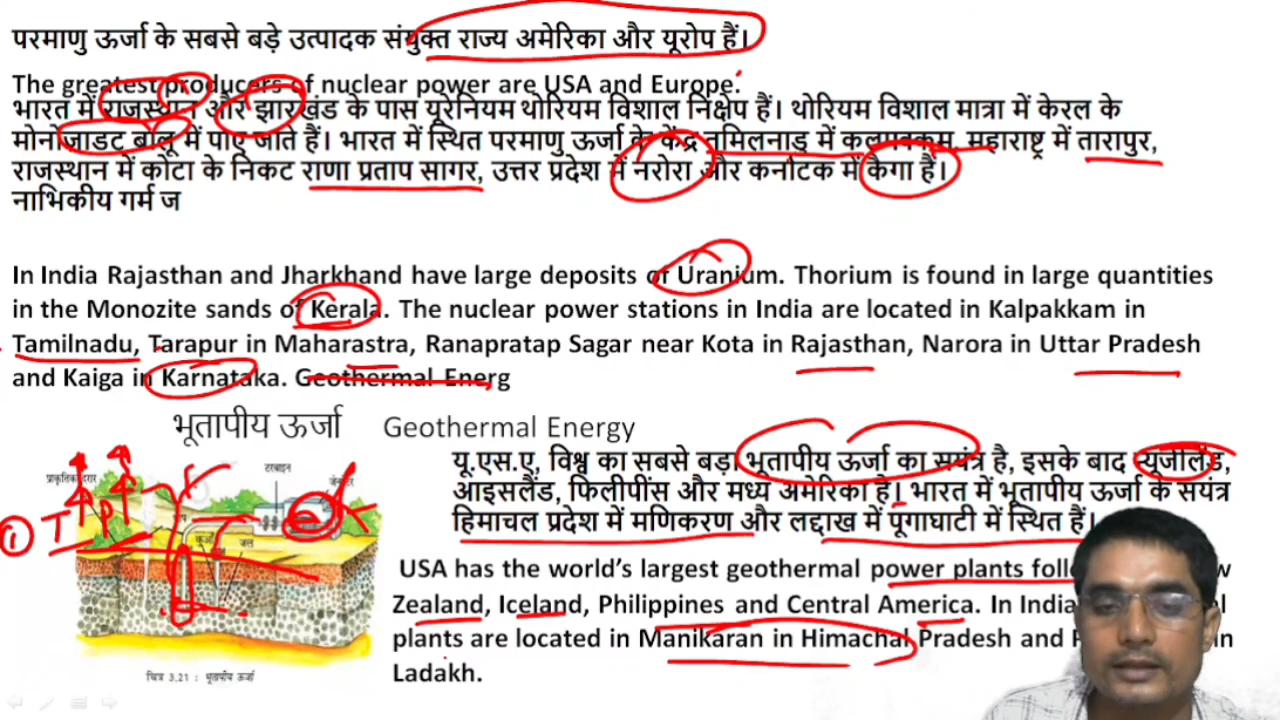 परमाणु ऊर्जा के सबसे बड़े उत्पादक संयुक्त राज्य अमेरिका और यूरोप हैं।
The greatest producers of nuclear power are USA and Europe.
भारत में राजस्थान और झारखंड के पास यूरेनियम थोरियम विशाल निक्षेप हैं। थोरियम विशाल मात्रा में केरल के
मोनोजाइट बालू में पाए जाते हैं। भारत में स्थित परमाणु ऊर्जा के केंद्र तमिलनाडु में कलपक्कम, महाराष्ट्र में तारापुर,
राजस्थान में कोटा के निकट राणा प्रताप सागर, उत्तर प्रदेश में नरोरा और कर्नाटक में कैगा है।
नाभिकीय गर्म ज
In India Rajasthan and Jharkhand have large deposits of Uranium. Thorium is found in large quantities
in the Monozite sands of Kerala. The nuclear power stations in India are located in Kalpakkam in
Tamilnadu, Tarapur in Maharastra, Ranapratap Sagar near Kota in Rajasthan, Narora in Uttar Pradesh
and Kaiga in Karnataka. Geothermal Energ
भूतापीय ऊर्जा Geothermal Energy
यू.एस.ए, विश्व का सबसे बड़ा भूतापीय ऊर्जा का सयंत्र है, इसके बाद न्यूजीलैंड,
आइसलैंड, फिलीपींस और मध्य अमेरिका है। भारत में भूतापीय ऊर्जा के सयंत्र
हिमाचल प्रदेश में मणिकरण और लद्दाख में पूगाघाटी में स्थित हैं।
USA has the world's largest geothermal power plants
Zealand, Iceland, Philippines and Central America. In India
plants are located in Manikaran in Himachal Pradesh and in
Ladakh.
प्राकृतिक दरार
टरबाइन
कुआँ
जल
① T P
चित्र 3.21 : भूतापीय ऊर्जा